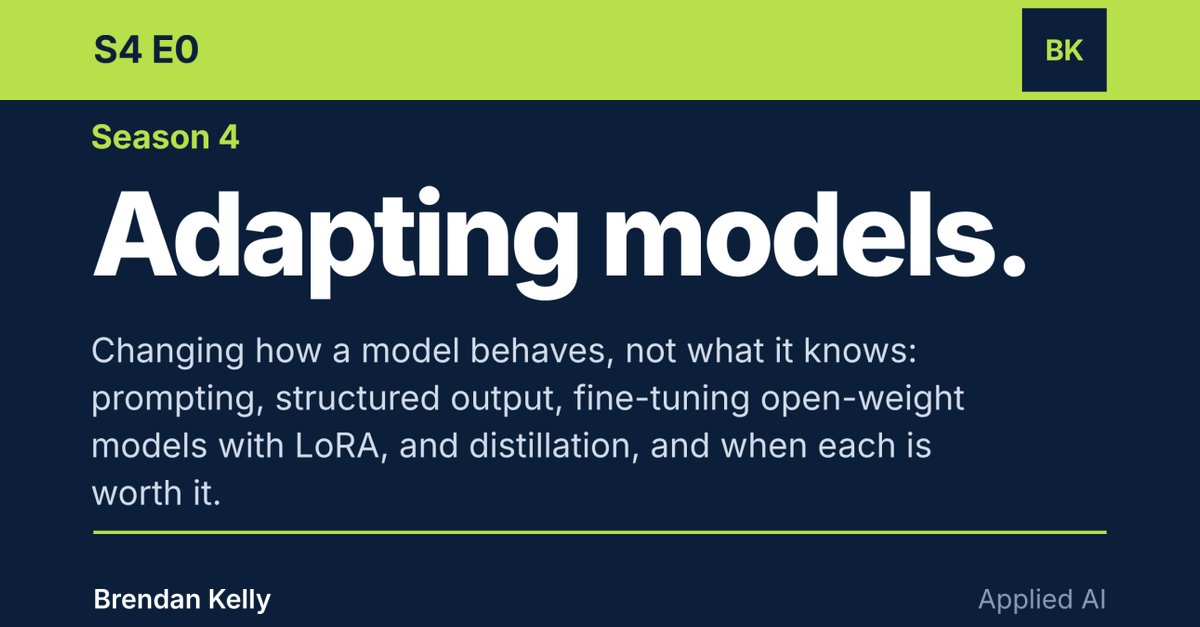 S4 E0
BK
Season 4
Adapting models.
Changing how a model behaves, not what it knows:
prompting, structured output, fine-tuning open-weight
models with LoRA, and distillation, and when each is
worth it.
Brendan Kelly
Applied AI